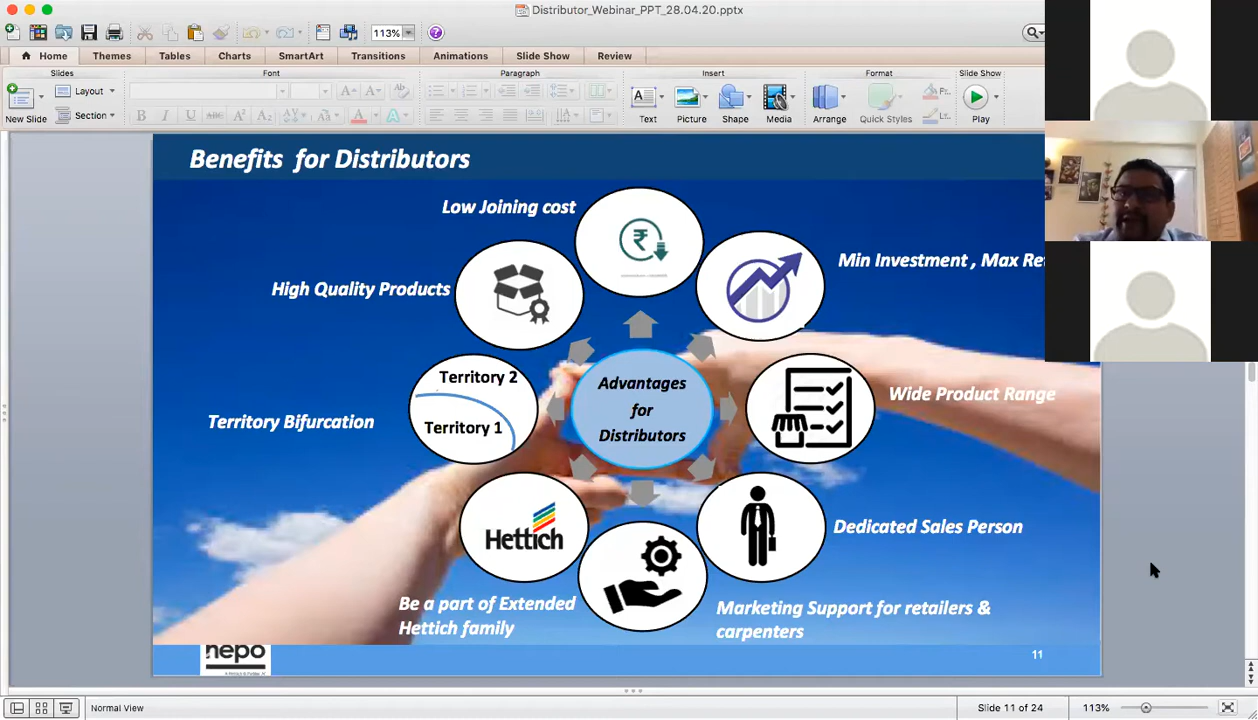 Distributor_Webinar_PPT_28.04.20.pptx
113%
Home Themes Tables Charts SmartArt Transitions Animations Slide Show Review
Slides Font Paragraph Insert Format Slide Show
New Slide Layout Section Text Picture Shape Media Arrange Quick Styles Play
Benefits for Distributors
Low Joining cost
Min Investment , Max Re
High Quality Products
Territory 2
Territory 1
Territory Bifurcation
Advantages
for
Distributors
Wide Product Range
Hettich
Dedicated Sales Person
Be a part of Extended
Hettich family
Marketing Support for retailers &
carpenters
hepo
11
Normal View
Slide 11 of 24
113%